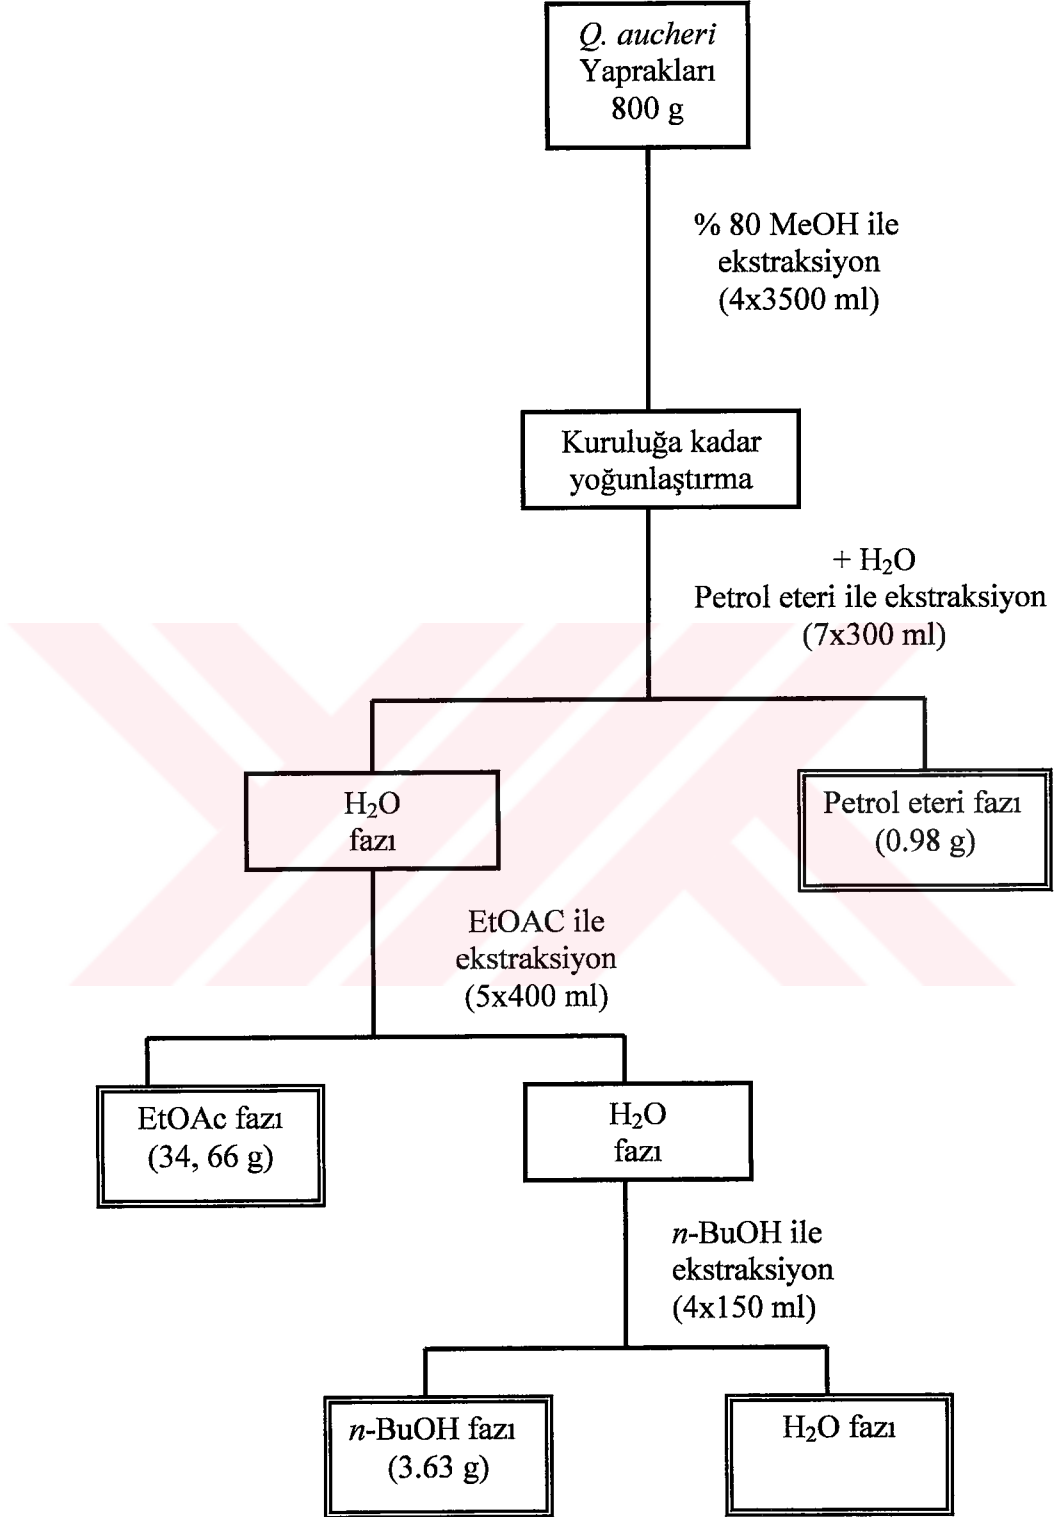 Q. aucheri
Yaprakları
800 g
% 80 MeOH ile
ekstraksiyon
(4x3500 ml)
Kuruluğa kadar
yoğunlaştırma
+ H₂O
Petrol eteri ile ekstraksiyon
(7x300 ml)
H₂O
fazı
Petrol eteri fazı
(0.98 g)
EtOAC ile
ekstraksiyon
(5x400 ml)
EtOAc fazı
(34, 66 g)
H₂O
fazı
n-BuOH ile
ekstraksiyon
(4x150 ml)
n-BuOH fazı
(3.63 g)
H₂O fazı